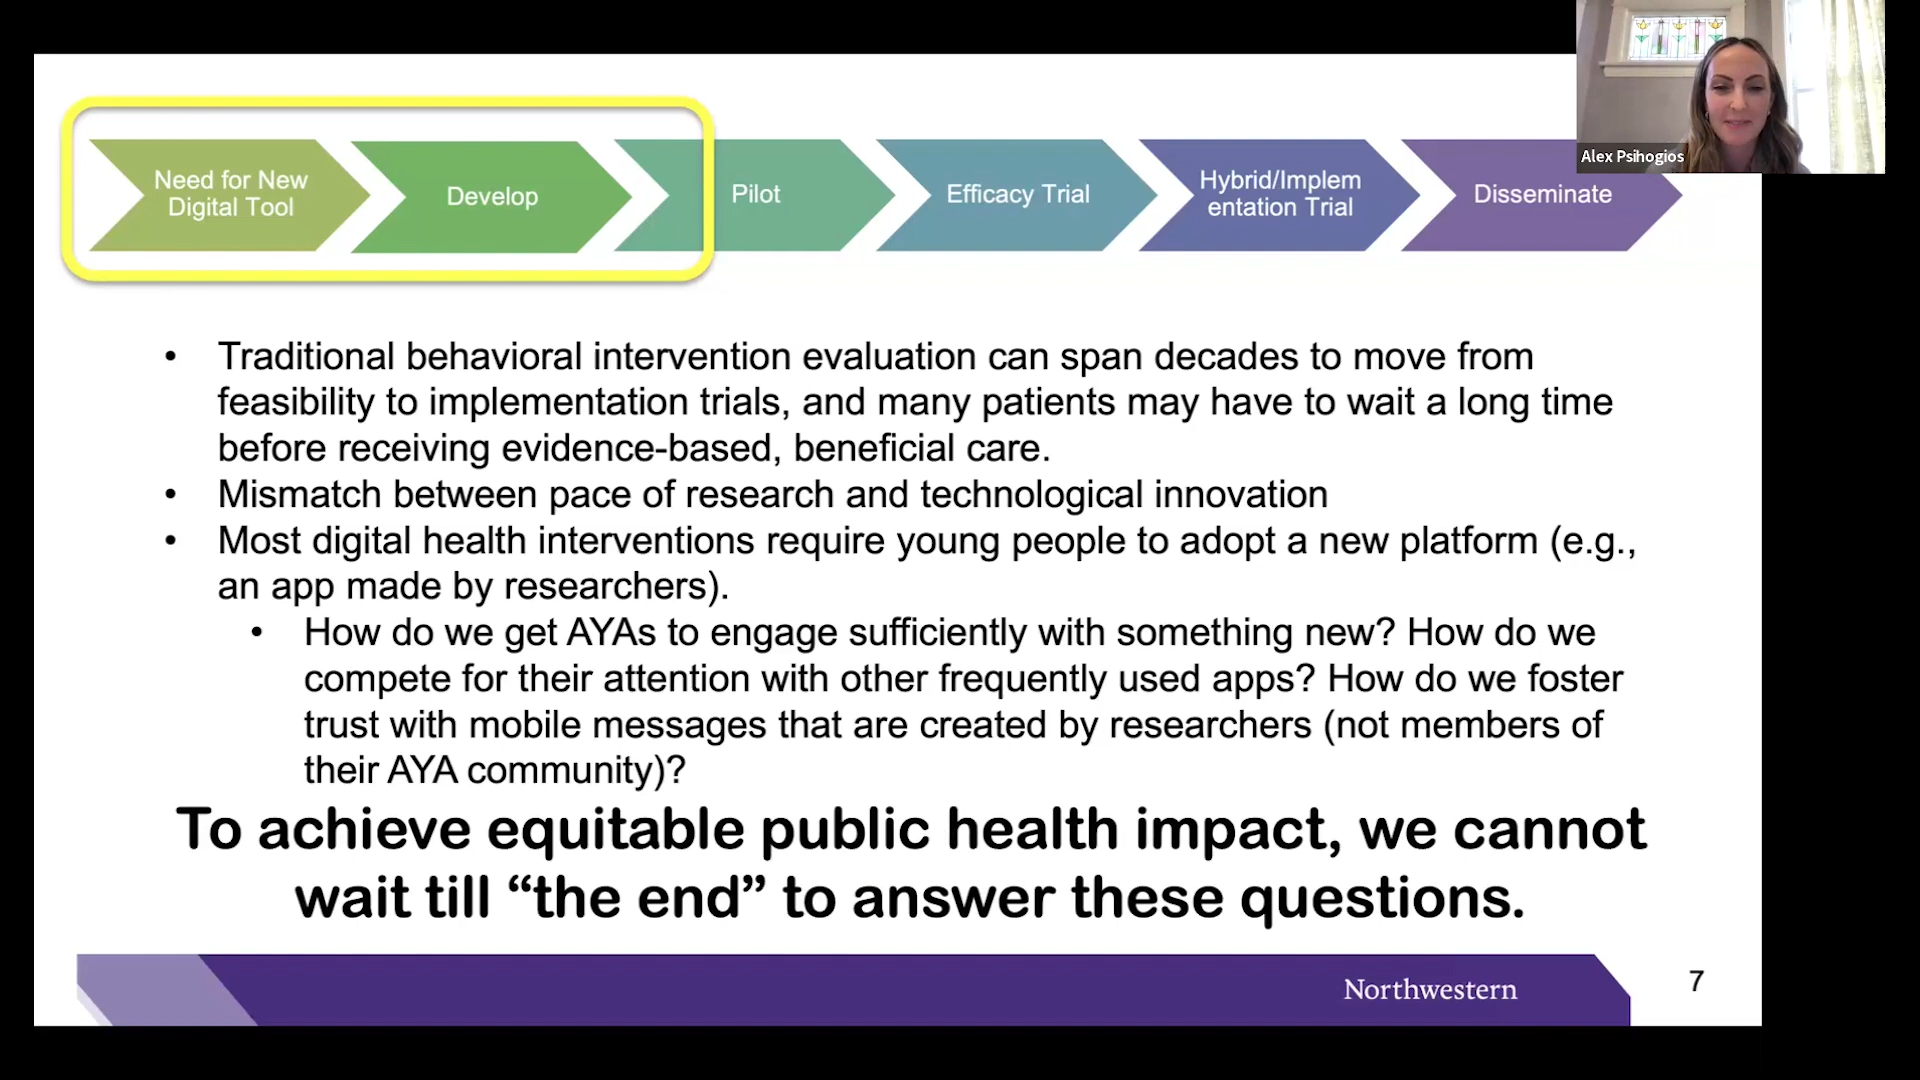 Alex Psihogios
Need for New
Digital Tool
Develop
Pilot
Efficacy Trial
Hybrid/Implem
entation Trial
Disseminate
• Traditional behavioral intervention evaluation can span decades to move from
feasibility to implementation trials, and many patients may have to wait a long time
before receiving evidence-based, beneficial care.
• Mismatch between pace of research and technological innovation
• Most digital health interventions require young people to adopt a new platform (e.g.,
an app made by researchers).
• How do we get AYAs to engage sufficiently with something new? How do we
compete for their attention with other frequently used apps? How do we foster
trust with mobile messages that are created by researchers (not members of
their AYA community)?
To achieve equitable public health impact, we cannot
wait till “the end” to answer these questions.
Northwestern
7